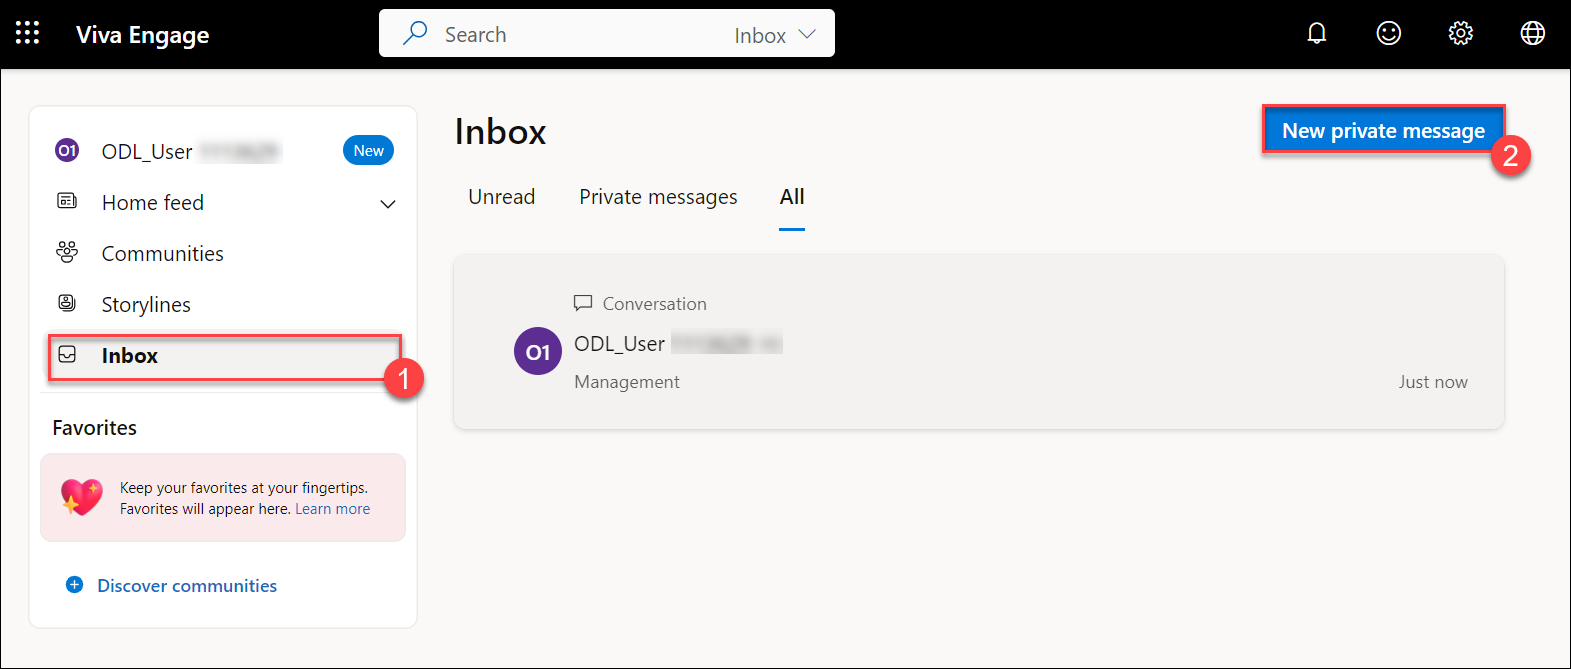 Viva Engage
Search
Inbox
O1
ODL_User
New
Home feed
Communities
Storylines
Inbox
1
Favorites
Keep your favorites at your fingertips.
Favorites will appear here. Learn more
Discover communities
Inbox
New private message
2
Unread Private messages All
Conversation
O1
ODL_User
Management
Just now